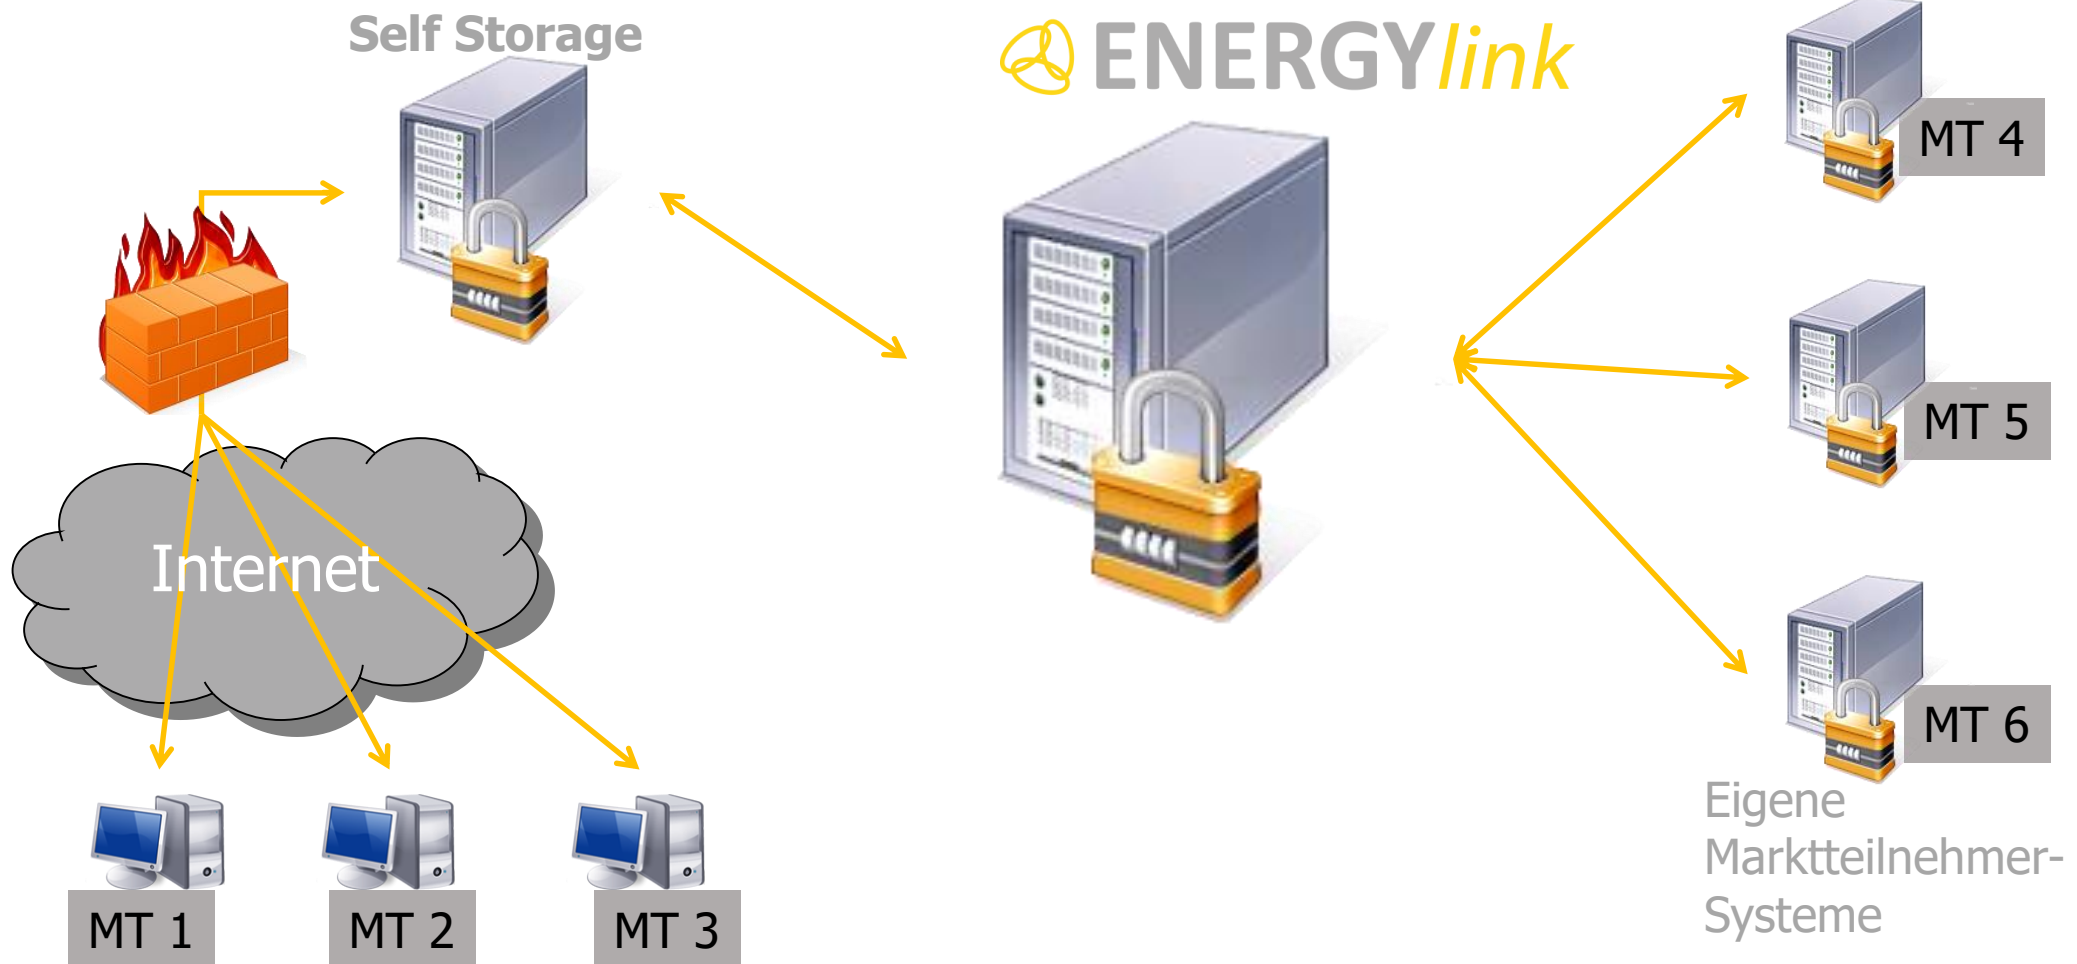 Self Storage
ENERGYlink
MT 4
MT 5
Internet
MT 6
Eigene
Marktteilnehmer-
Systeme
MT 1
MT 2
MT 3